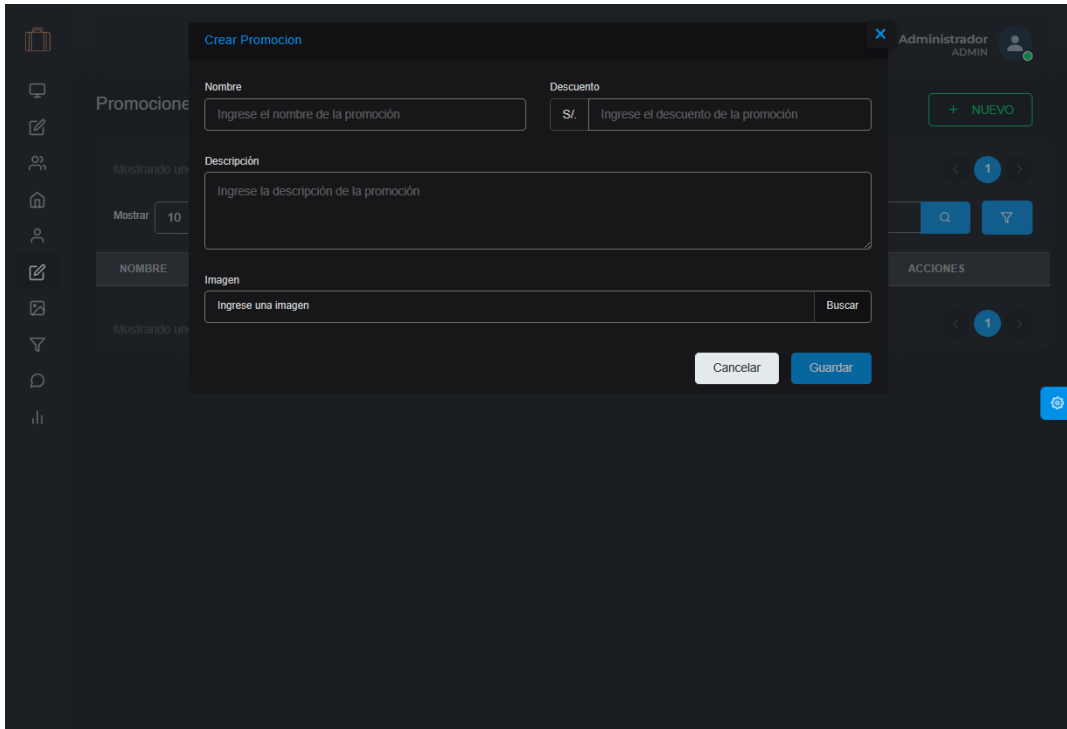 Crear Promocion
×
Administrador
ADMIN
Promocione
+ NUEVO
Nombre
Descuento
Ingrese el nombre de la promoción
S/. Ingrese el descuento de la promoción
Mostrando un
Descripción
< 1 >
Ingrese la descripción de la promoción
Mostrar 10
NOMBRE
ACCIONES
Imagen
Ingrese una imagen
Buscar
Mostrando un
< 1 >
Cancelar
Guardar